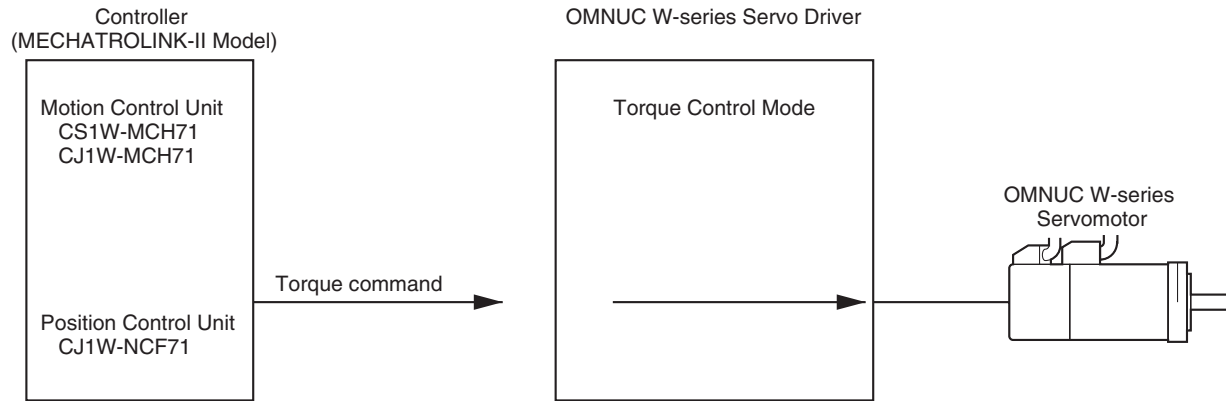 Controller
(MECHATROLINK-II Model)
OMNUC W-series Servo Driver
Motion Control Unit
CS1W-MCH71
CJ1W-MCH71
Torque Control Mode
OMNUC W-series
Servomotor
Torque command
Position Control Unit
CJ1W-NCF71